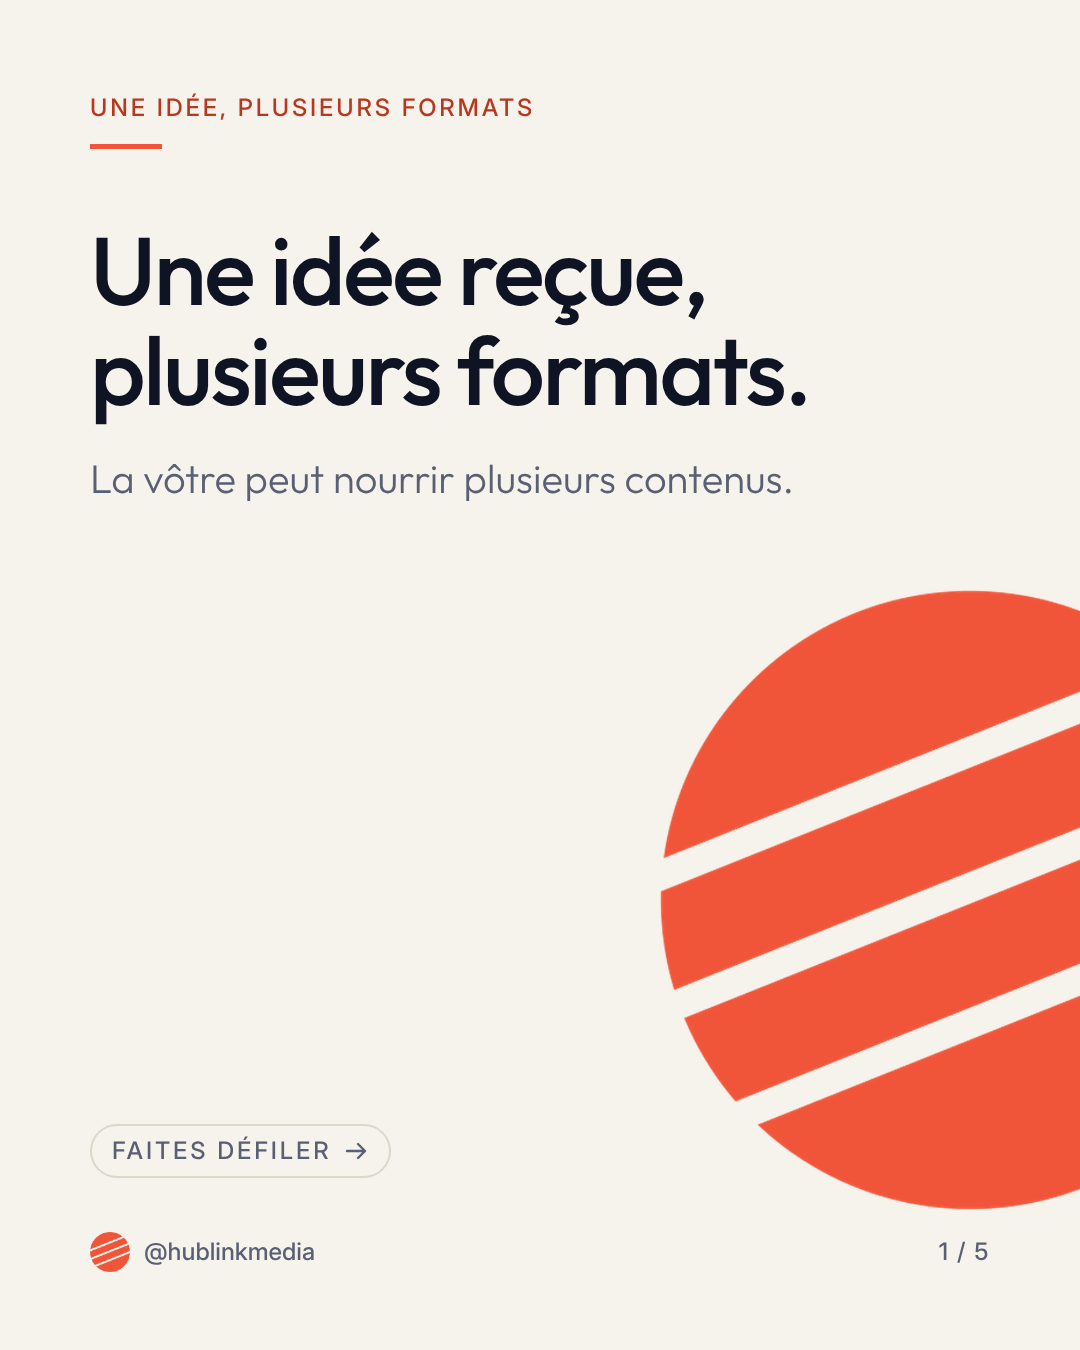 UNE IDÉE, PLUSIEURS FORMATS
Une idée reçue,
plusieurs formats.
La vôtre peut nourrir plusieurs contenus.
FAITES DÉFILER →
@hublinkmedia
1 / 5